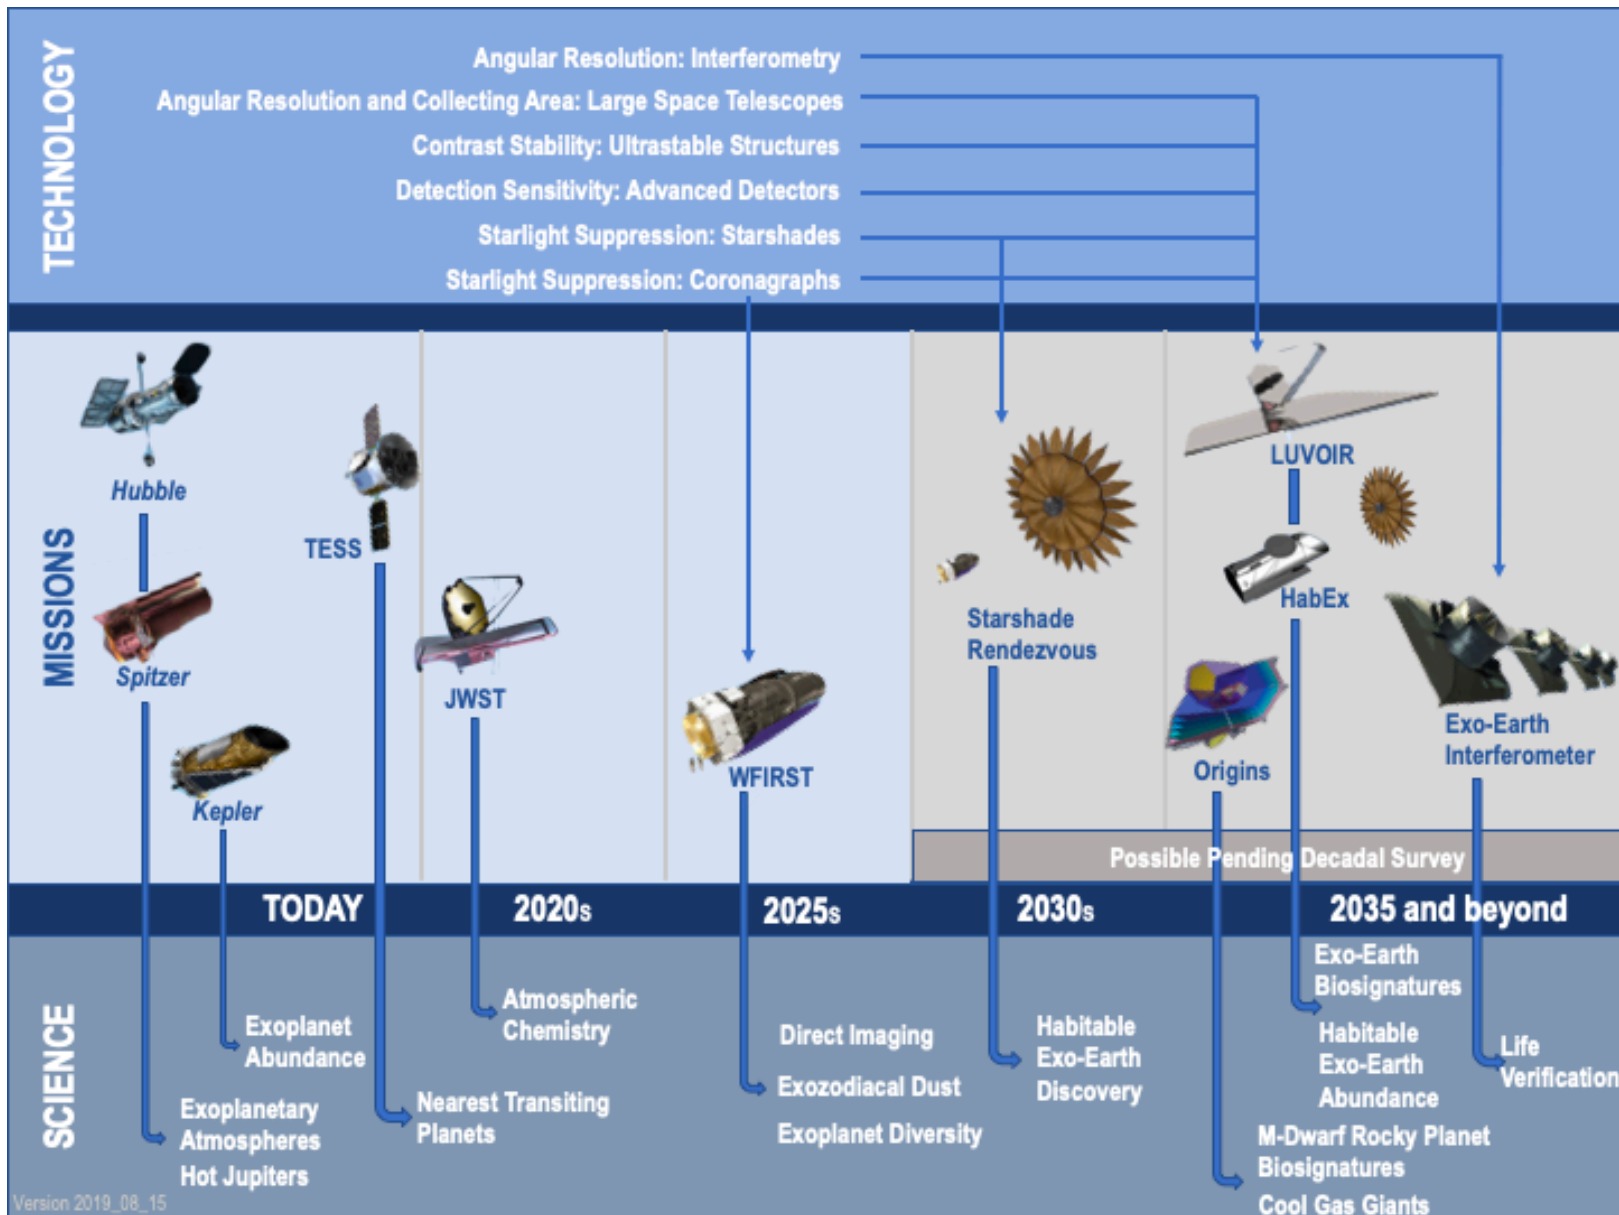 TECHNOLOGY
Angular Resolution: Interferometry
Angular Resolution and Collecting Area: Large Space Telescopes
Contrast Stability: Ultrastable Structures
Detection Sensitivity: Advanced Detectors
Starlight Suppression: Starshades
Starlight Suppression: Coronagraphs
MISSIONS
Hubble
Spitzer
Kepler
TESS
JWST
WFIRST
Starshade
Rendezvous
LUVOIR
HabEx
Origins
Exo-Earth
Interferometer
Possible Pending Decadal Survey
TODAY
2020s
2025s
2030s
2035 and beyond
SCIENCE
Exoplanet
Abundance
Exoplanetary
Atmospheres
Hot Jupiters
Nearest Transiting
Planets
Atmospheric
Chemistry
Direct Imaging
Exozodiacal Dust
Exoplanet Diversity
Habitable
Exo-Earth
Discovery
Exo-Earth
Biosignatures
Habitable
Exo-Earth
Abundance
M-Dwarf Rocky Planet
Biosignatures
Cool Gas Giants
Life
Verification
Version 2019_08_15